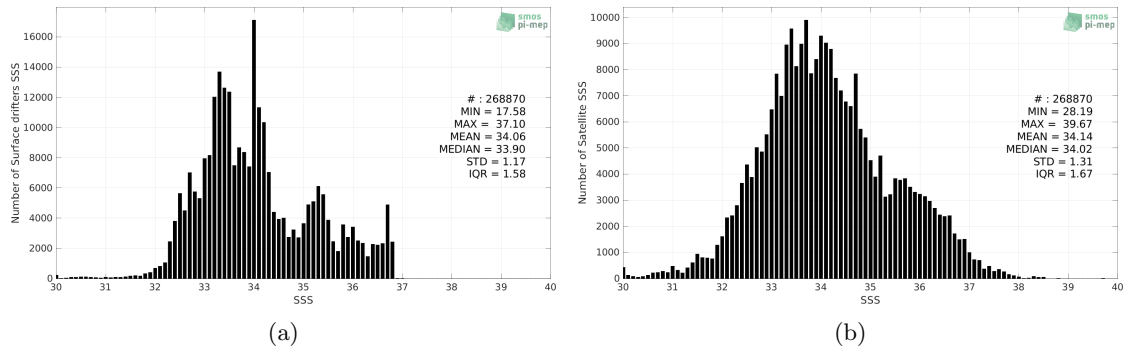 smos
pi-mep
16000
14000
12000
10000
8000
6000
4000
2000
0
Number of Surface drifters SSS
# : 268870
MIN = 17.58
MAX = 37.10
MEAN = 34.06
MEDIAN = 33.90
STD = 1.17
IQR = 1.58
30 31 32 33 34 35 36 37 38 39 40
SSS
(a)
smos
pi-mep
10000
9000
8000
7000
6000
5000
4000
3000
2000
1000
0
Number of Satellite SSS
# : 268870
MIN = 28.19
MAX = 39.67
MEAN = 34.14
MEDIAN = 34.02
STD = 1.31
IQR = 1.67
30 31 32 33 34 35 36 37 38 39 40
SSS
(b)